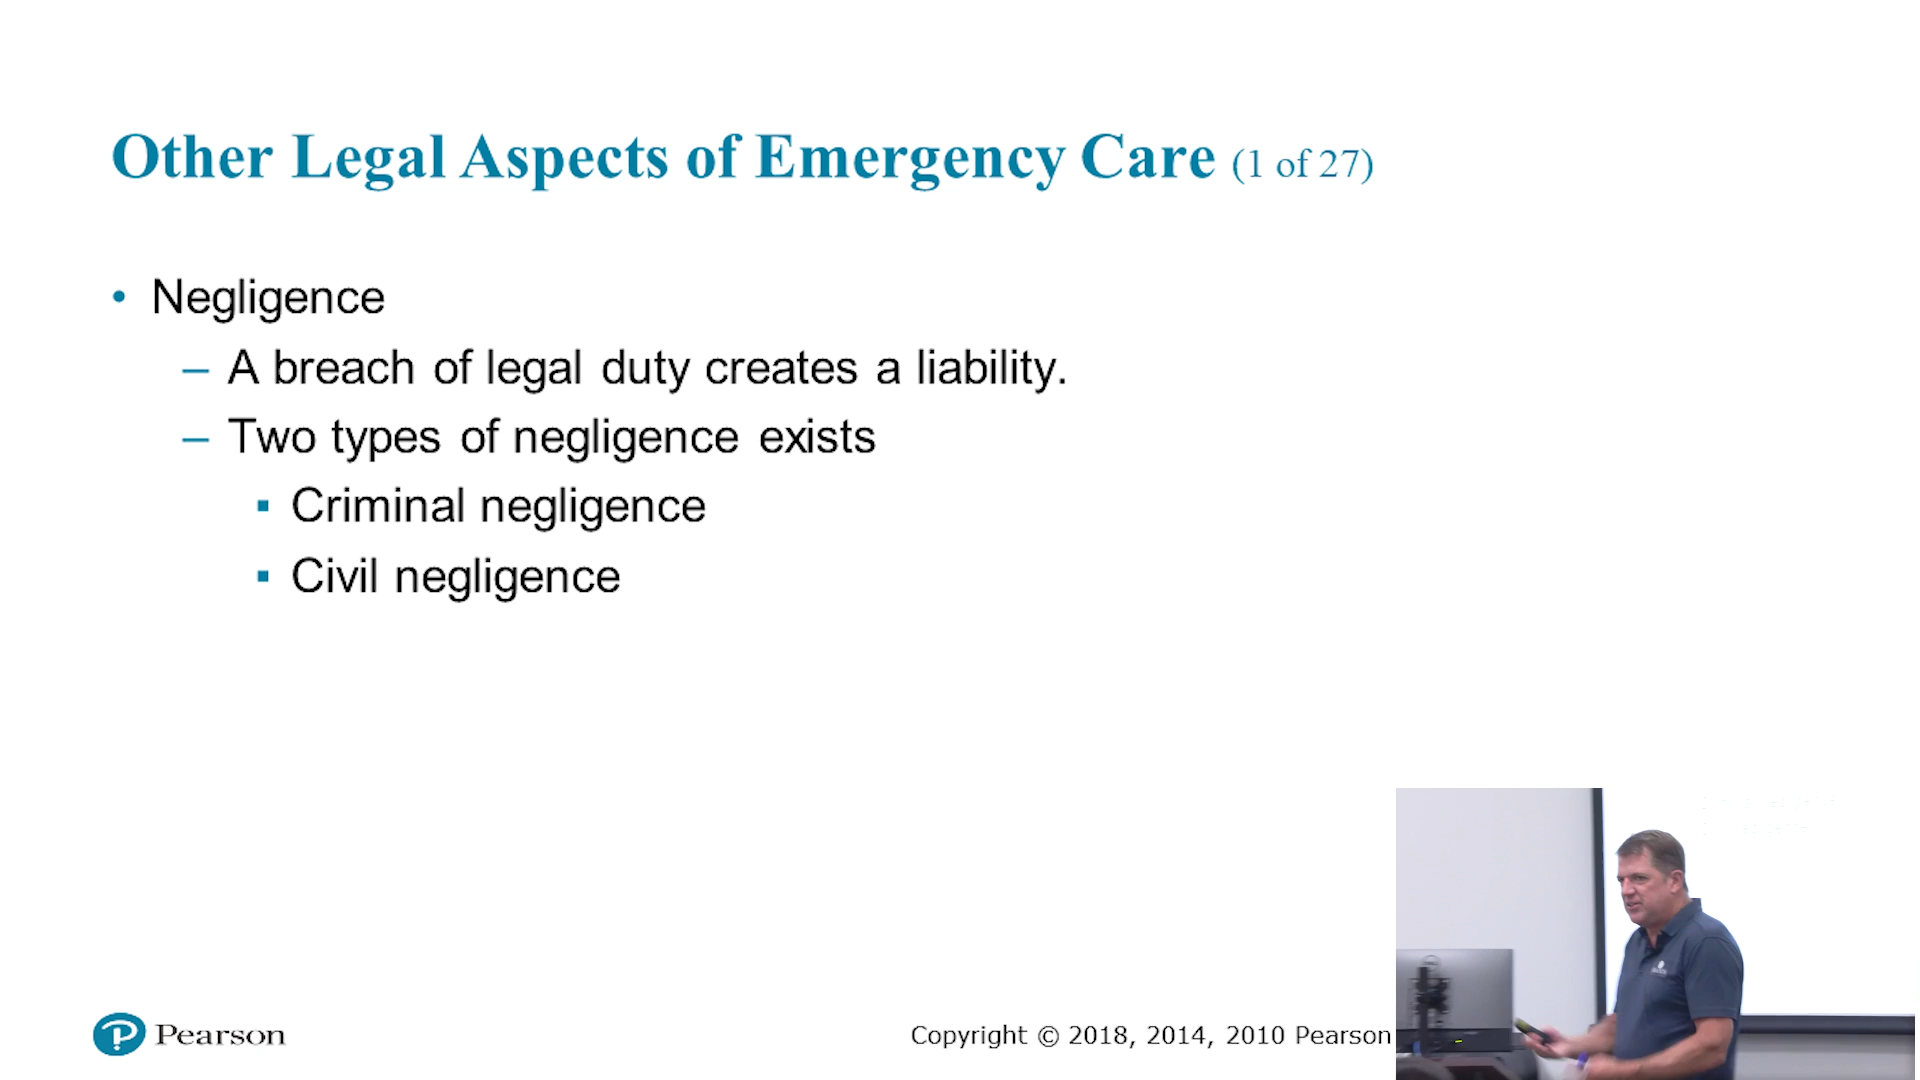 Other Legal Aspects of Emergency Care (1 of 27)
• Negligence
– A breach of legal duty creates a liability.
– Two types of negligence exists
▪ Criminal negligence
▪ Civil negligence
Pearson
Copyright © 2018, 2014, 2010 Pearson